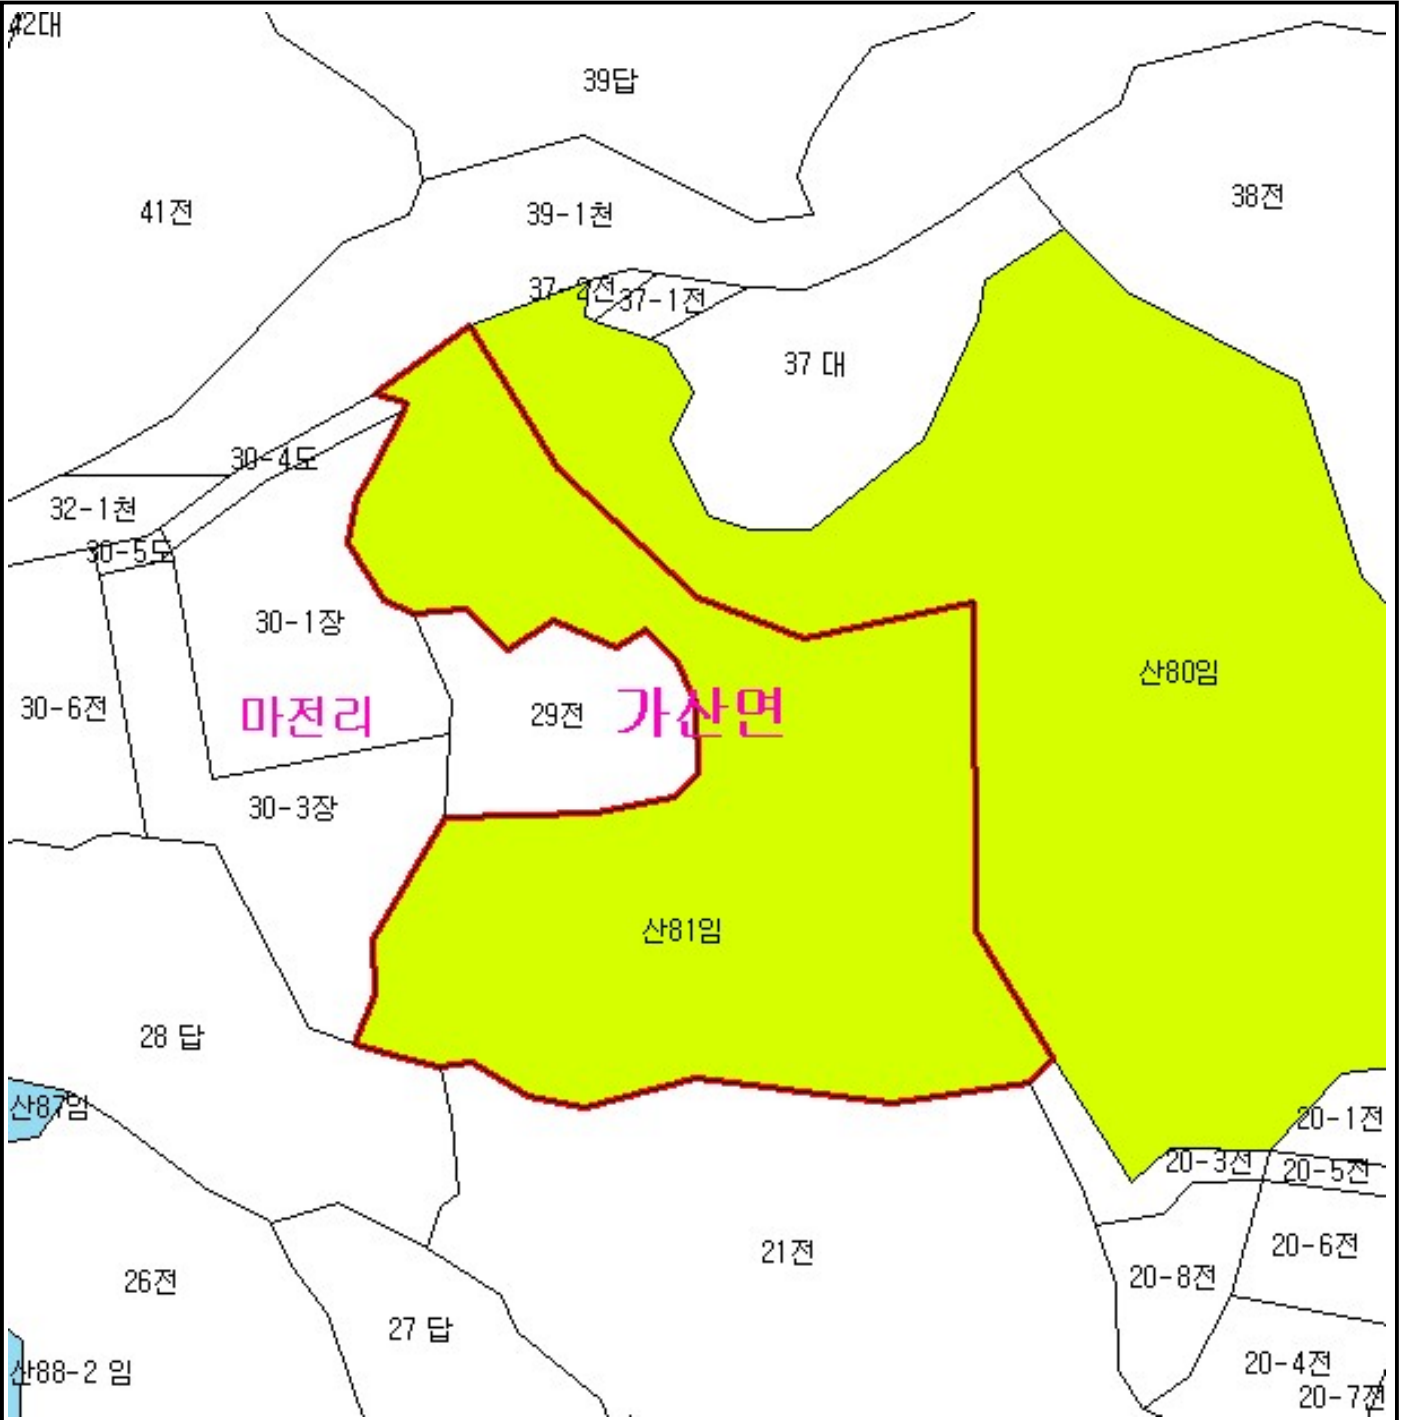 42대
39답
41전
39-1천
38전
37-2전
37-1전
37 대
30-4도
32-1천
30-5도
30-1장
산80임
30-6전
마전리
29전
가산면
30-3장
산81임
28 답
산87임
20-1전
20-3전
20-5전
21전
20-6전
26전
20-8전
27 답
20-4전
산88-2 임
20-7전